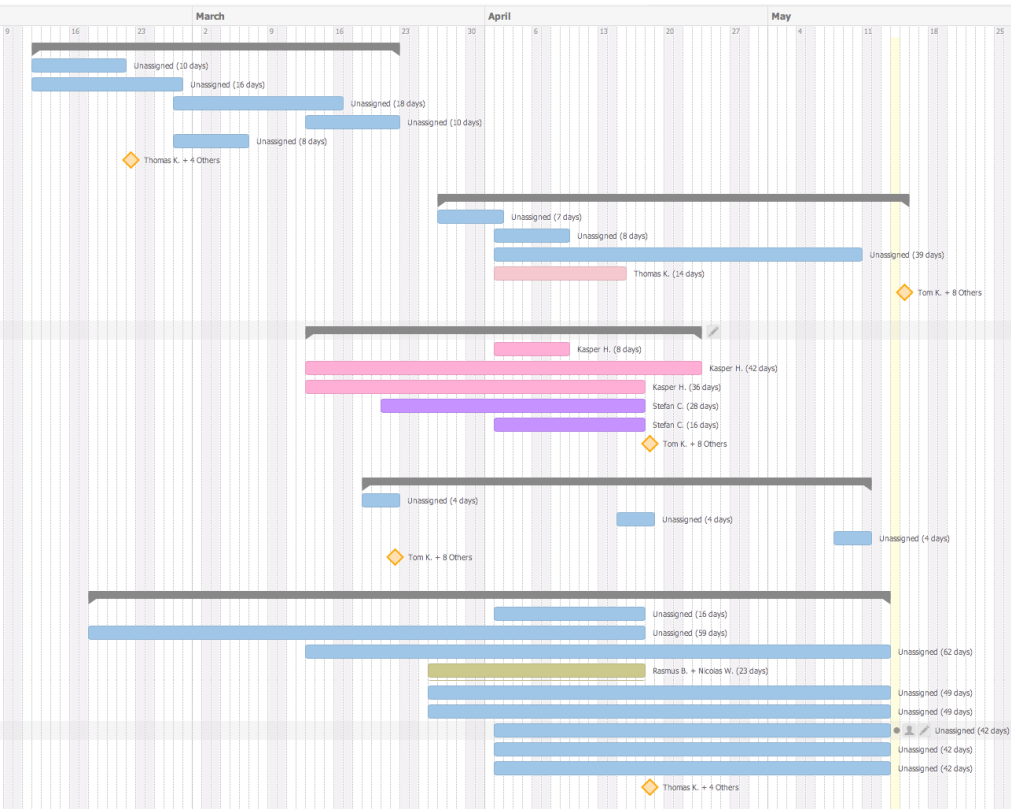 March April May
9 16 23 2 9 16 23 30 6 13 20 27 4 11 18 25
Unassigned (10 days)
Unassigned (16 days)
Unassigned (18 days)
Unassigned (10 days)
Unassigned (8 days)
Thomas K. + 4 Others
Unassigned (7 days)
Unassigned (8 days)
Unassigned (39 days)
Thomas K. (14 days)
Tom K. + 8 Others
Kasper H. (8 days)
Kasper H. (42 days)
Kasper H. (36 days)
Stefan C. (28 days)
Stefan C. (16 days)
Tom K. + 8 Others
Unassigned (4 days)
Unassigned (4 days)
Unassigned (4 days)
Tom K. + 8 Others
Unassigned (16 days)
Unassigned (59 days)
Unassigned (62 days)
Rasmus B. + Nicolas W. (23 days)
Unassigned (49 days)
Unassigned (49 days)
Unassigned (42 days)
Unassigned (42 days)
Unassigned (42 days)
Thomas K. + 4 Others